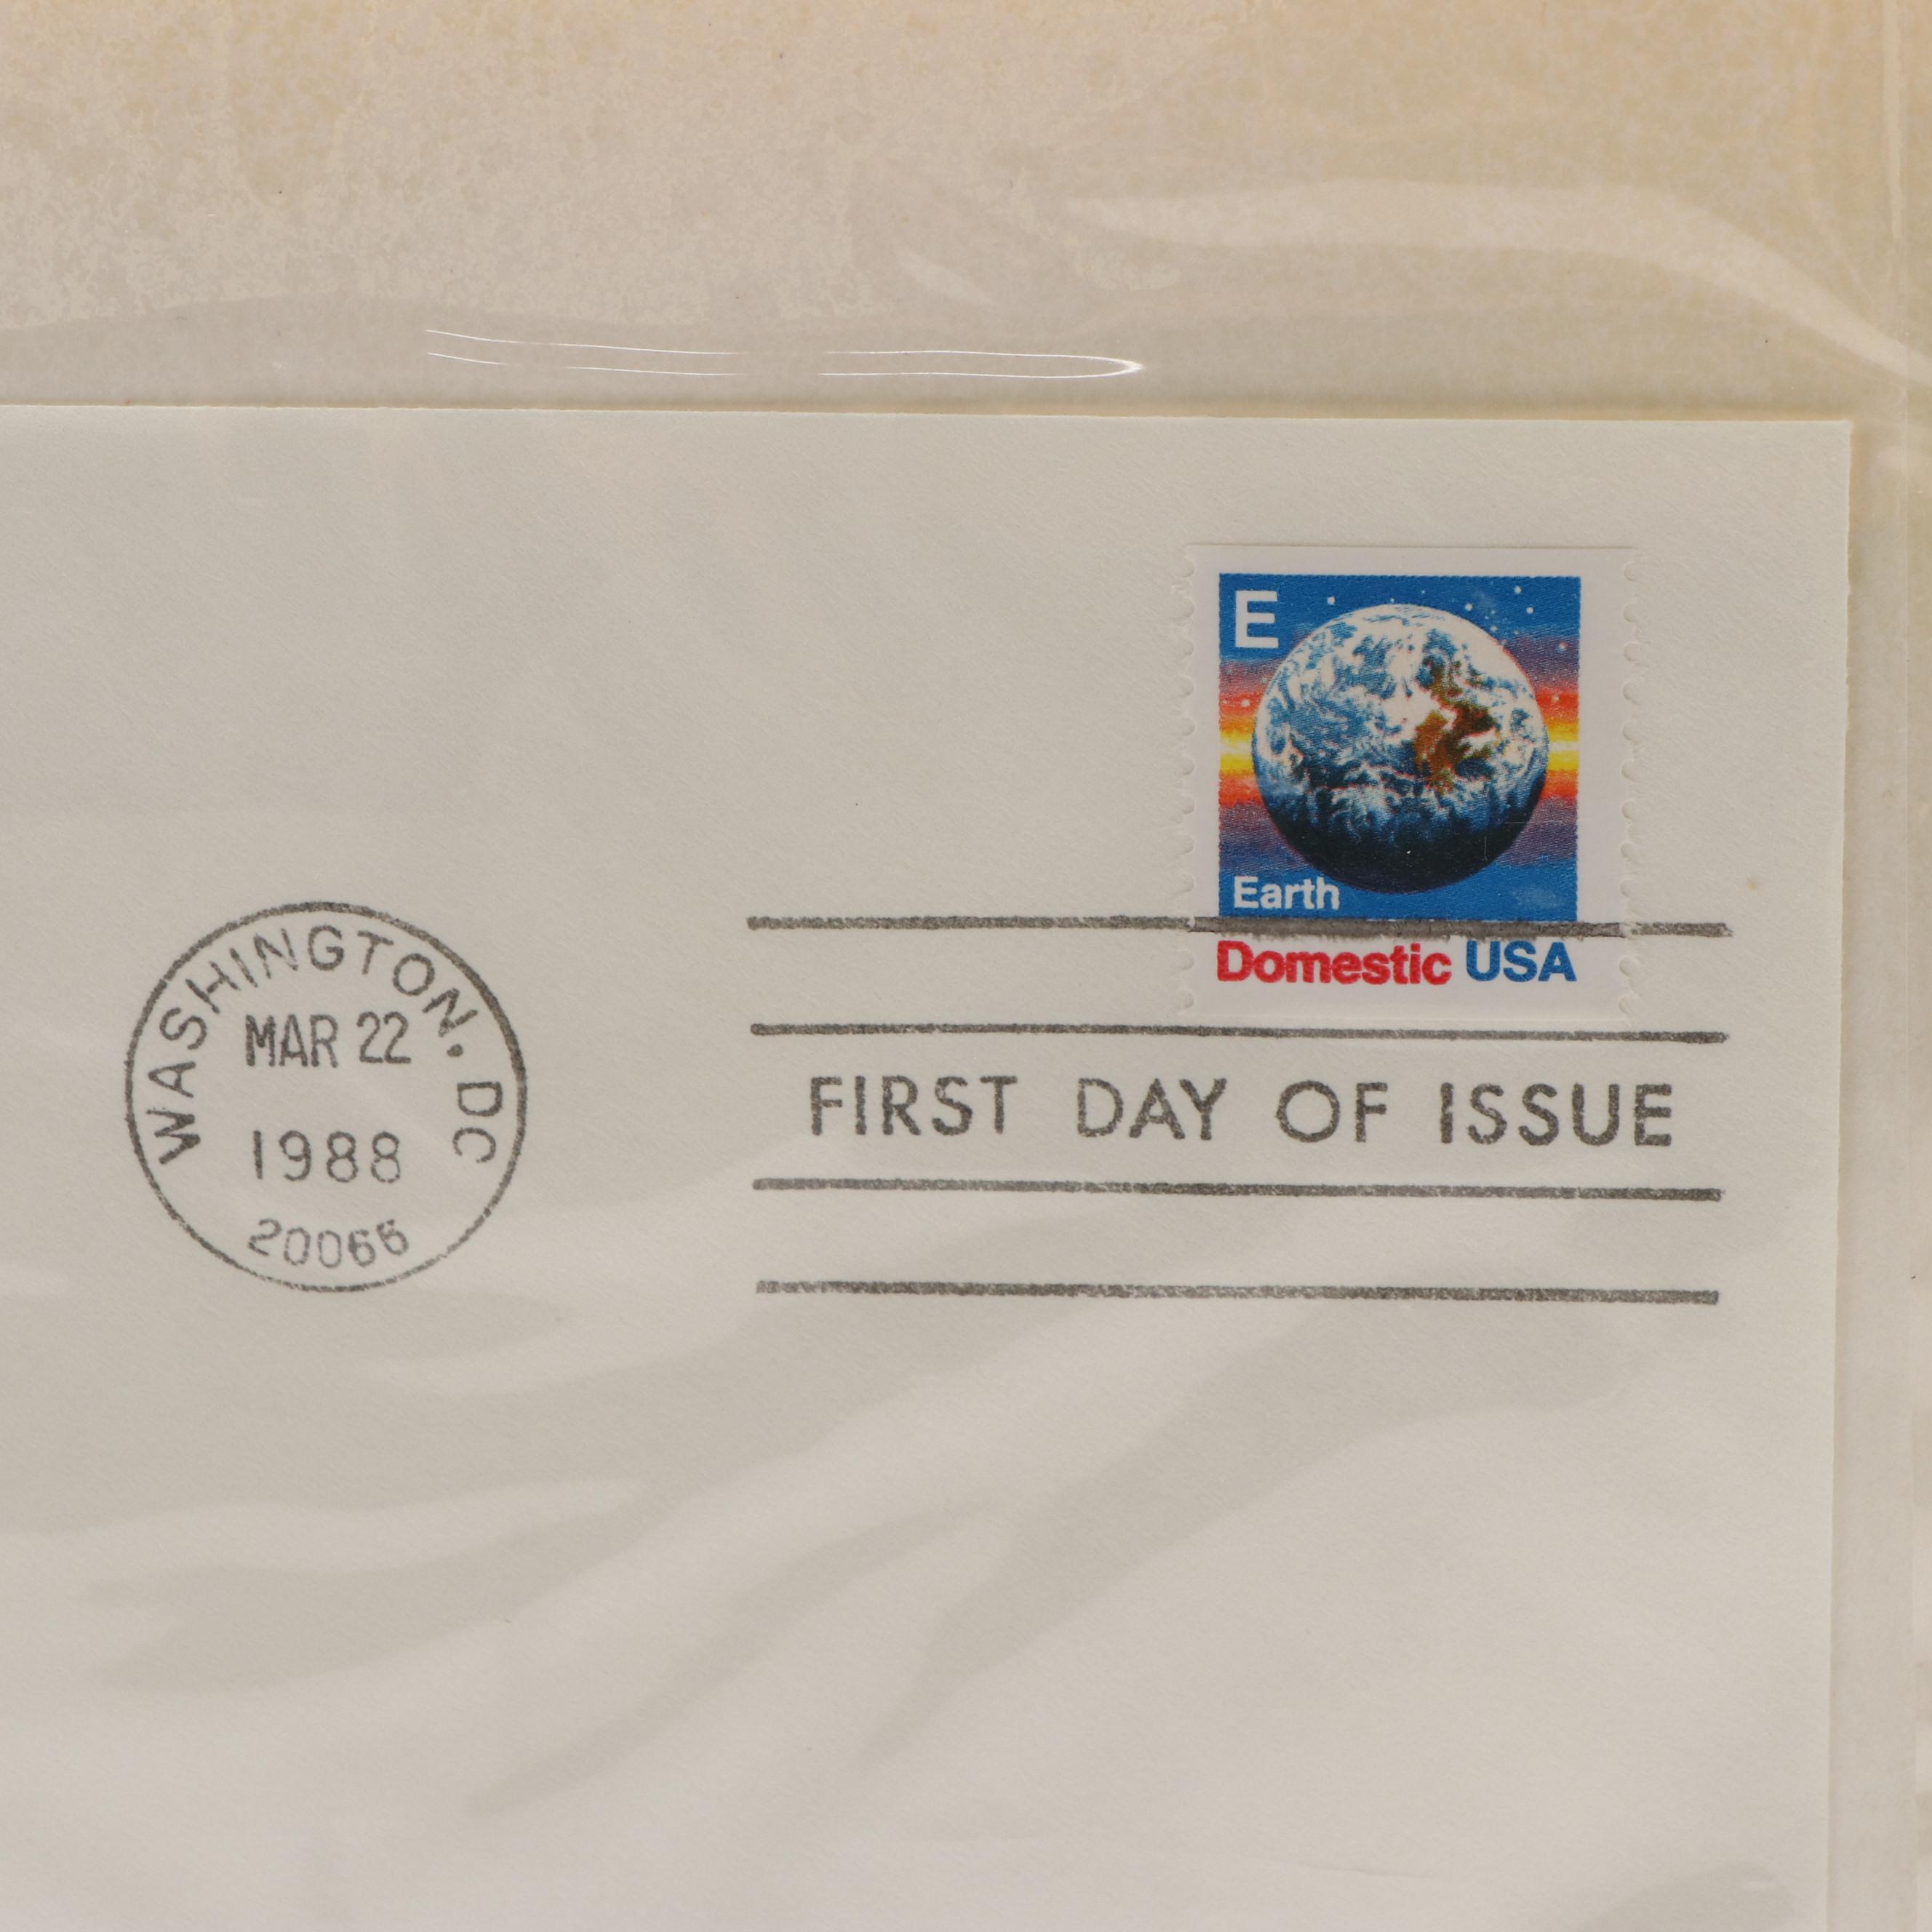 E
Earth
Domestic USA
WASHINGTON, DC
MAR 22
1988
20066
FIRST DAY OF ISSUE